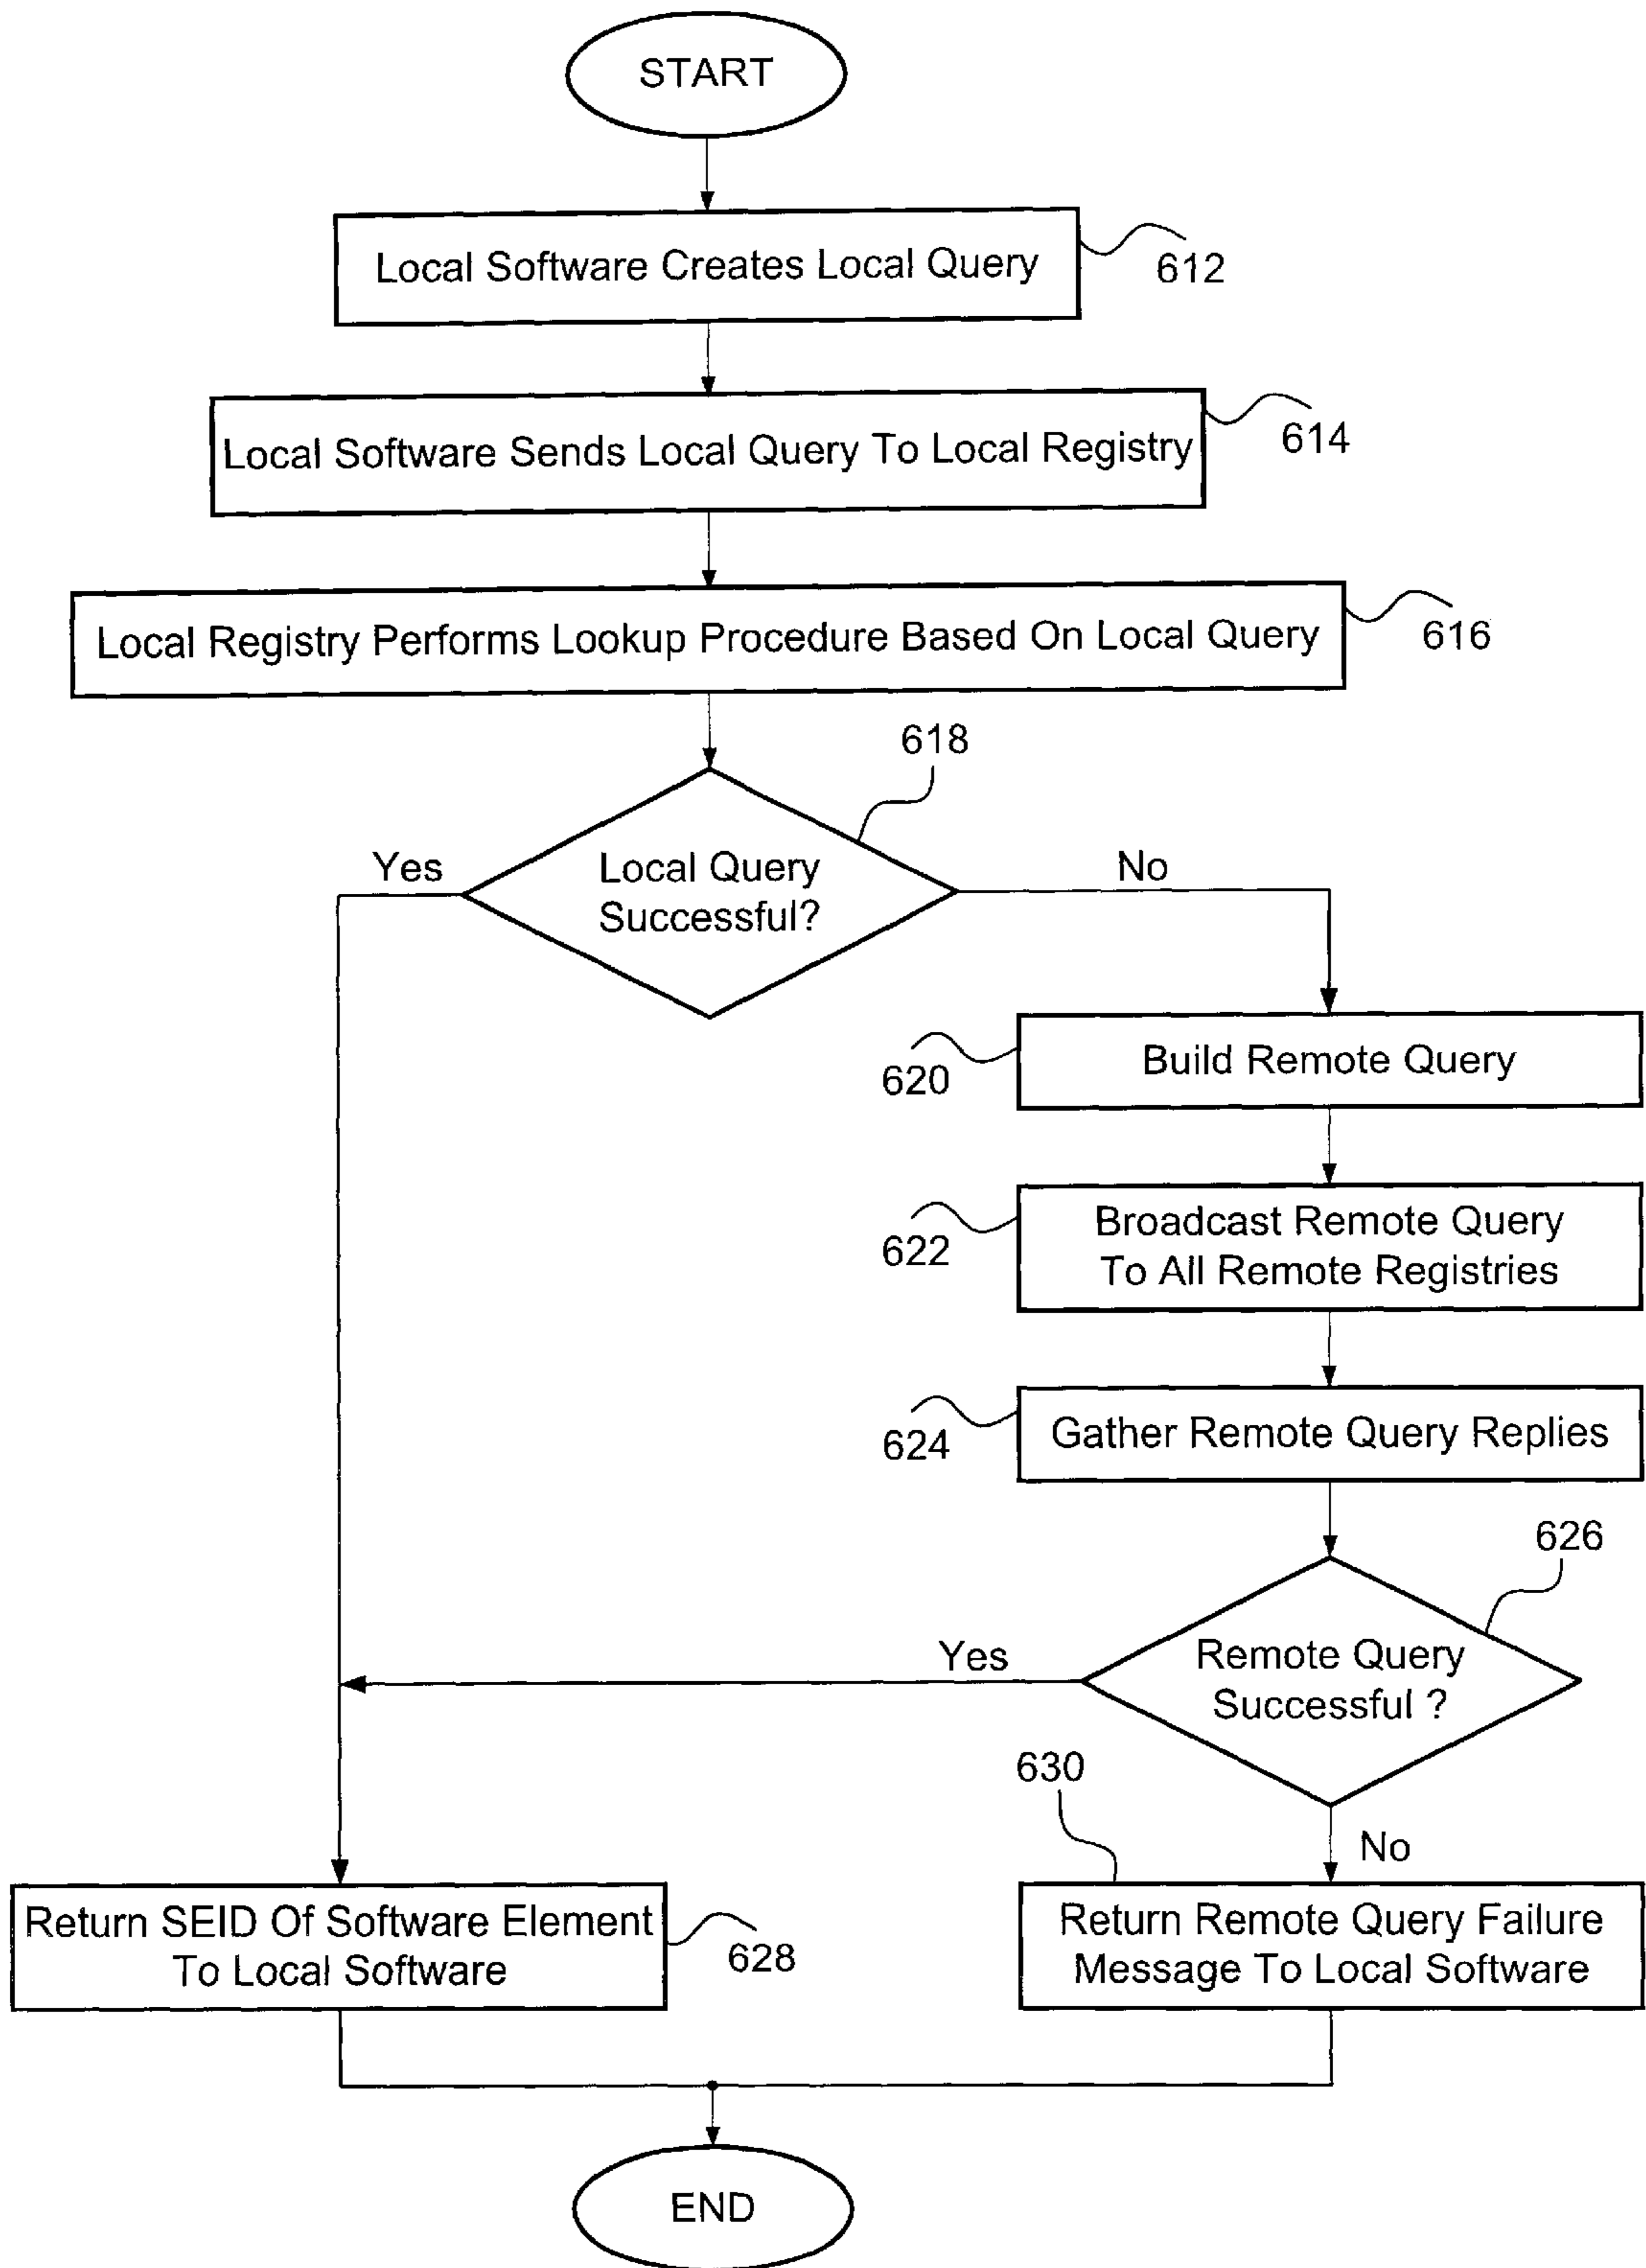 START
Local Software Creates Local Query
612
Local Software Sends Local Query To Local Registry
614
Local Registry Performs Lookup Procedure Based On Local Query
616
618
Local Query
Successful?
Yes
No
Build Remote Query
620
Broadcast Remote Query
To All Remote Registries
622
Gather Remote Query Replies
624
626
Remote Query
Successful ?
Yes
No
630
Return SEID Of Software Element
To Local Software
628
Return Remote Query Failure
Message To Local Software
END